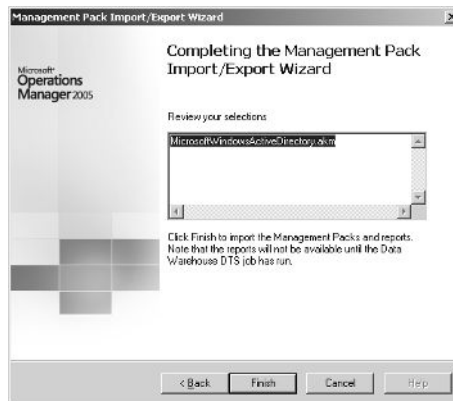 Management Pack Import/Export Wizard
Microsoft
Operations
Manager 2005
Completing the Management Pack
Import/Export Wizard
Review your selections
MicrosoftWindowsActiveDirectory.akm
Click Finish to import the Management Packs and reports.
Note that the reports will not be available until the Data
Warehouse DTS job has run.
< Back Finish Cancel Help